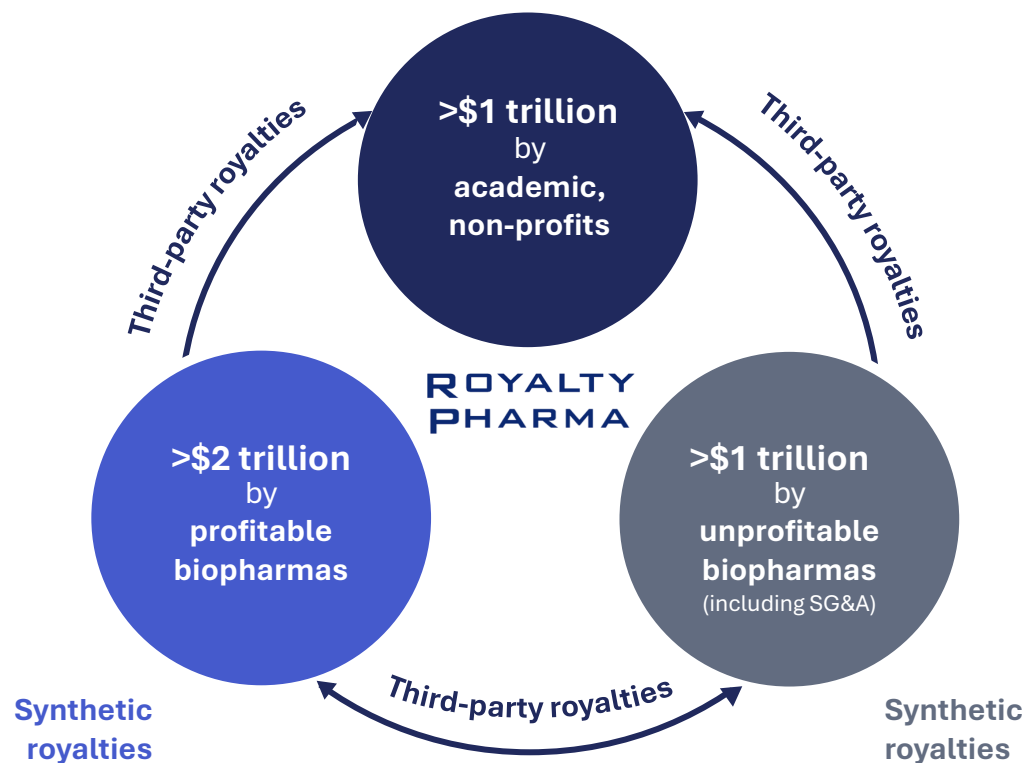 >$1 trillion
by
academic,
non-profits
Third-party royalties
Third-party royalties
ROYALTY
PHARMA
>$2 trillion
by
profitable
biopharmas
>$1 trillion
by
unprofitable
biopharmas
(including SG&A)
Third-party royalties
Synthetic
royalties
Synthetic
royalties